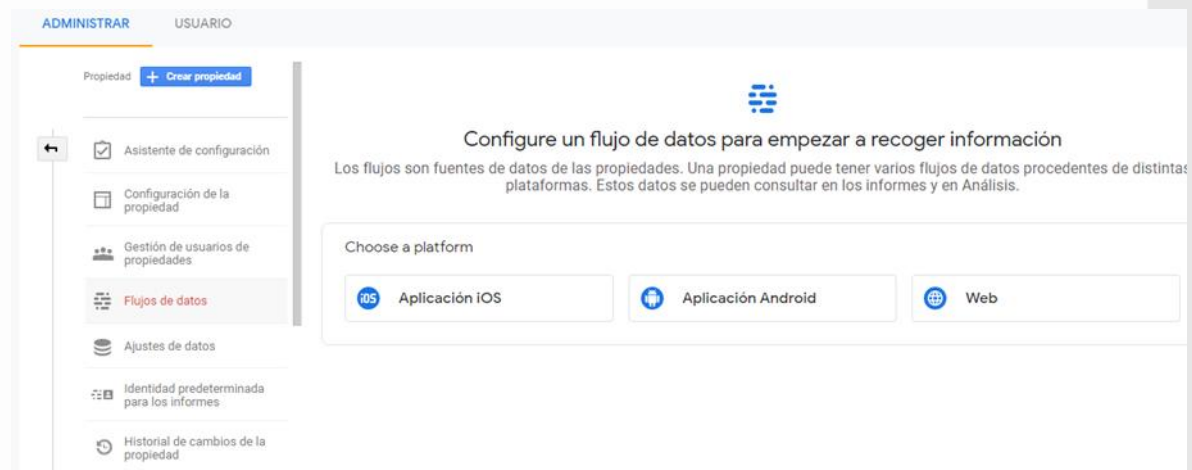 ADMINISTRAR USUARIO
Propiedad + Crear propiedad
Asistente de configuración
Configuración de la
propiedad
Gestión de usuarios de
propiedades
Flujos de datos
Ajustes de datos
Identidad predeterminada
para los informes
Historial de cambios de la
propiedad
Configure un flujo de datos para empezar a recoger información
Los flujos son fuentes de datos de las propiedades. Una propiedad puede tener varios flujos de datos procedentes de distintas
plataformas. Estos datos se pueden consultar en los informes y en Análisis.
Choose a platform
iOS Aplicación iOS
Aplicación Android
Web